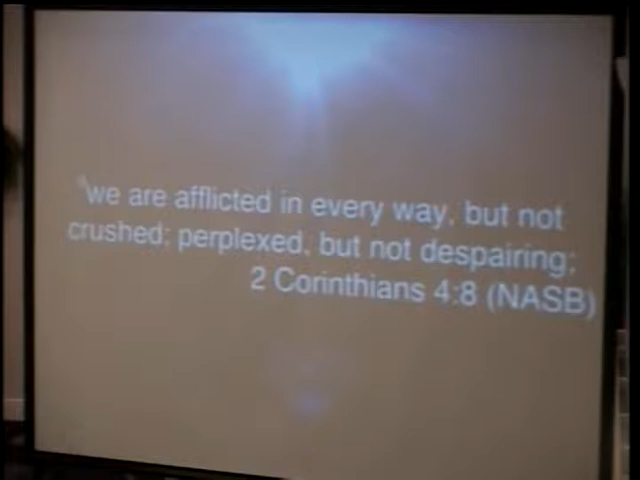 "we are afflicted in every way, but not
crushed; perplexed, but not despairing;
2 Corinthians 4:8 (NASB)